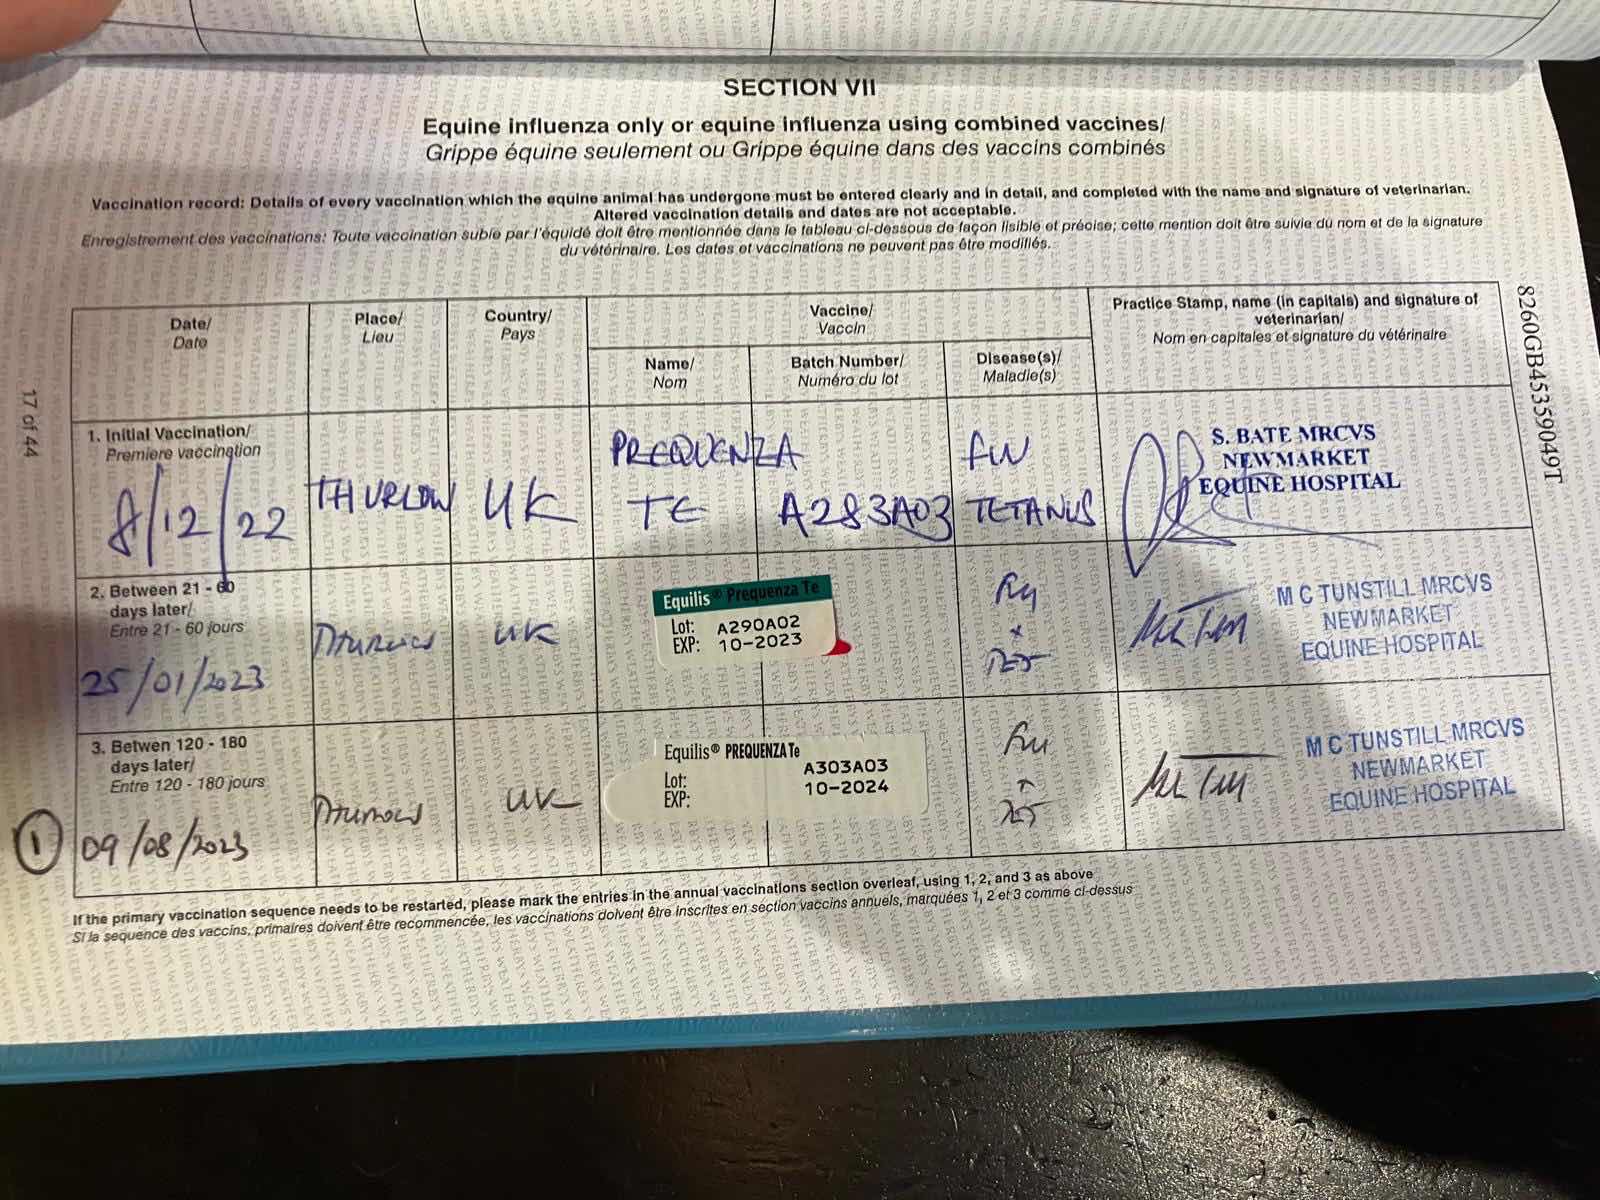 SECTION VII
Equine influenza only or equine influenza using combined vaccines/
Grippe équine seulement ou Grippe équine dans des vaccins combinés
Vaccination record: Details of every vaccination which the equine animal has undergone must be entered clearly and in detail, and completed with the name and signature of veterinarian.
Altered vaccination details and dates are not acceptable.
Enregistrement des vaccinations: Toute vaccination subie par l'équidé doit être mentionnée dans le tableau ci-dessous de façon lisible et précise; cette mention doit être suivie du nom et de la signature
du vétérinaire. Les dates et vaccinations ne peuvent pas être modifiés.
Date/
Date
Place/
Lieu
Country/
Pays
Vaccine/
Vaccin
Name/
Nom
Batch Number/
Numéro du lot
Disease(s)/
Maladie(s)
Practice Stamp, name (in capitals) and signature of
veterinarian/
Nom en capitales et signature du vétérinaire
1. Initial Vaccination/
Premiere vaccination
8/12/22
THURLOW
UK
PREQUENZA
TE
A283A03
FLU
TETANUS
S. BATE MRCVS
NEWMARKET
EQUINE HOSPITAL
2. Between 21 - 60
days later/
Entre 21 - 60 jours
25/01/2023
UK
Equilis® Prequenza Te
Lot: A290A02
EXP: 10-2023
Flu
M C TUNSTILL MRCVS
NEWMARKET
EQUINE HOSPITAL
3. Betwen 120 - 180
days later/
Entre 120 - 180 jours
1
09/08/2023
UK
Equilis® PREQUENZA Te
Lot: A303A03
EXP: 10-2024
Flu
M C TUNSTILL MRCVS
NEWMARKET
EQUINE HOSPITAL
If the primary vaccination sequence needs to be restarted, please mark the entries in the annual vaccinations section overleaf, using 1, 2, and 3 as above
Si la sequence des vaccins, primaires doivent être recommencée, les vaccinations doivent être inscrites en section vaccins annuels, marquées 1, 2 et 3 comme ci-dessus
17 of 44
8260GB45359049T